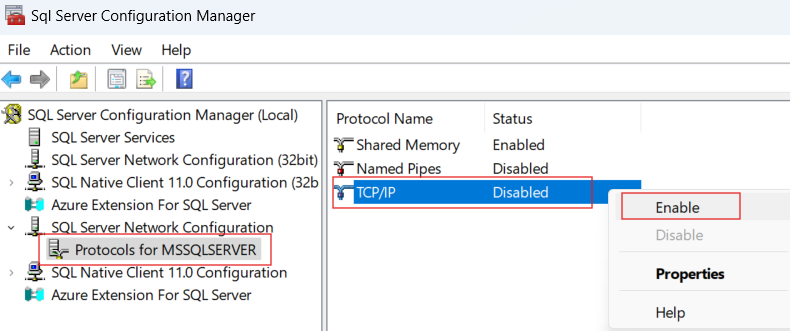 Sql Server Configuration Manager
File Action View Help
SQL Server Configuration Manager (Local)
SQL Server Services
SQL Server Network Configuration (32bit)
SQL Native Client 11.0 Configuration (32b
Azure Extension For SQL Server
SQL Server Network Configuration
Protocols for MSSQLSERVER
SQL Native Client 11.0 Configuration
Azure Extension For SQL Server
Protocol Name Status
Shared Memory Enabled
Named Pipes Disabled
TCP/IP Disabled
Enable
Disable
Properties
Help